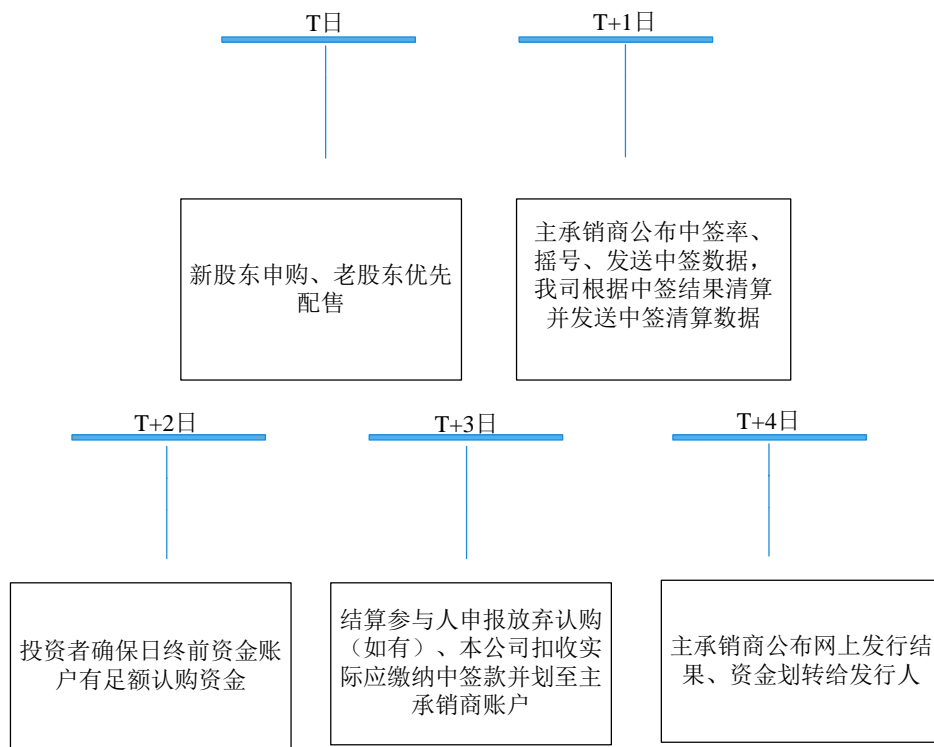 T日
T+1日
新股东申购、老股东优先
配售
主承销商公布中签率、
摇号、发送中签数据，
我司根据中签结果清算
并发送中签清算数据
T+2日
T+3日
T+4日
投资者确保日终前资金账
户有足额认购资金
结算参与人申报放弃认购
（如有）、本公司扣收实
际应缴纳中签款并划至主
承销商账户
主承销商公布网上发行结
果、资金划转给发行人